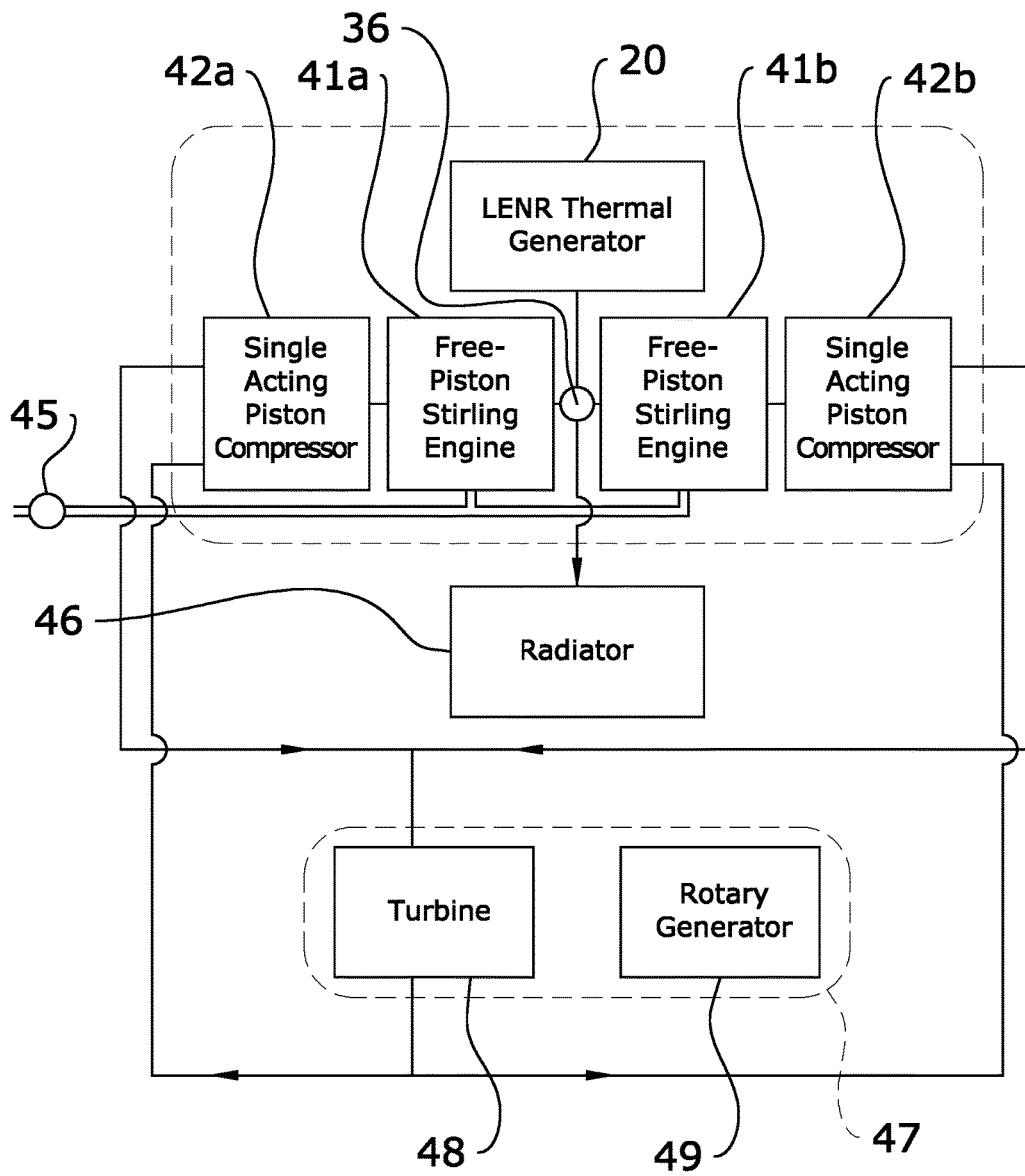 36
42a
41a
20
41b
42b
LENR Thermal
Generator
Single
Acting
Piston
Compressor
Free-
Piston
Stirling
Engine
Free-
Piston
Stirling
Engine
Single
Acting
Piston
Compressor
45
46
Radiator
Turbine
Rotary
Generator
48
49
47